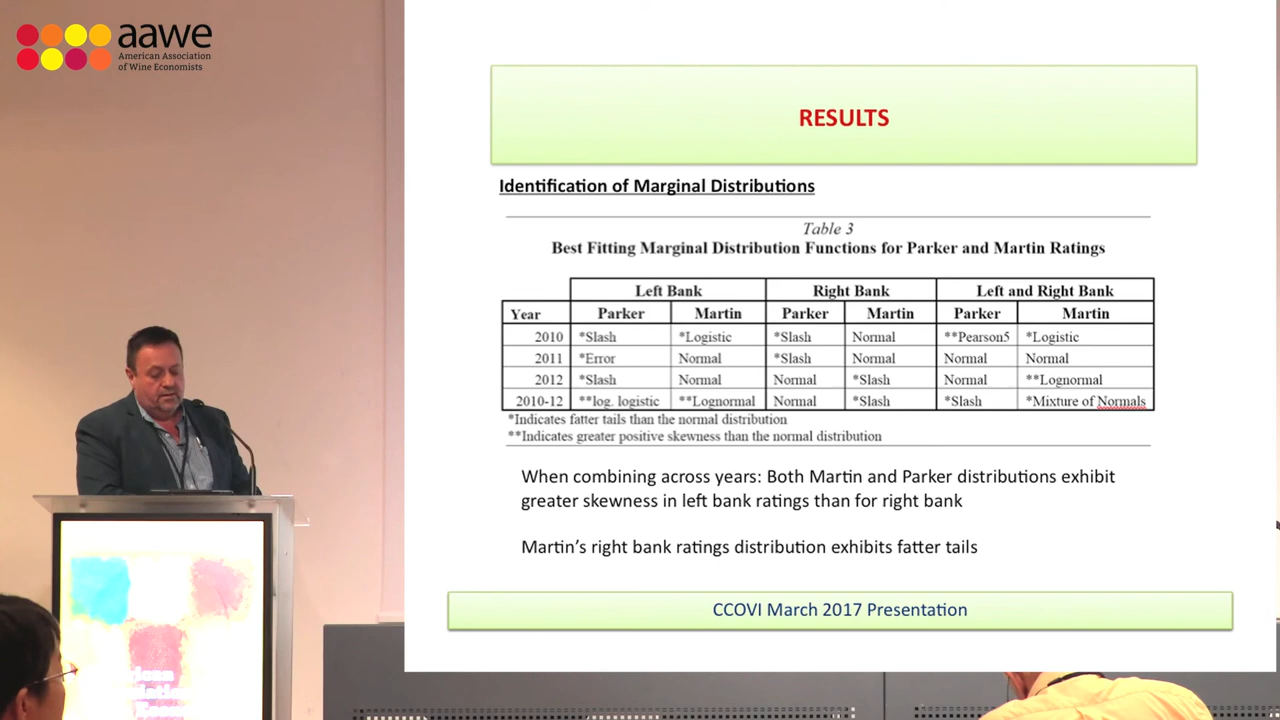 aawe
American Association
of Wine Economists
RESULTS
Identification of Marginal Distributions
Table 3
Best Fitting Marginal Distribution Functions for Parker and Martin Ratings
Left Bank Right Bank Left and Right Bank
Year Parker Martin Parker Martin Parker Martin
2010 *Slash *Logistic *Slash Normal **Pearson5 *Logistic
2011 *Error Normal *Slash Normal Normal Normal
2012 *Slash Normal Normal *Slash Normal **Lognormal
2010-12 **log. logistic **Lognormal Normal *Slash *Slash *Mixture of Normals
*Indicates fatter tails than the normal distribution
**Indicates greater positive skewness than the normal distribution
When combining across years: Both Martin and Parker distributions exhibit
greater skewness in left bank ratings than for right bank
Martin's right bank ratings distribution exhibits fatter tails
CCOVI March 2017 Presentation